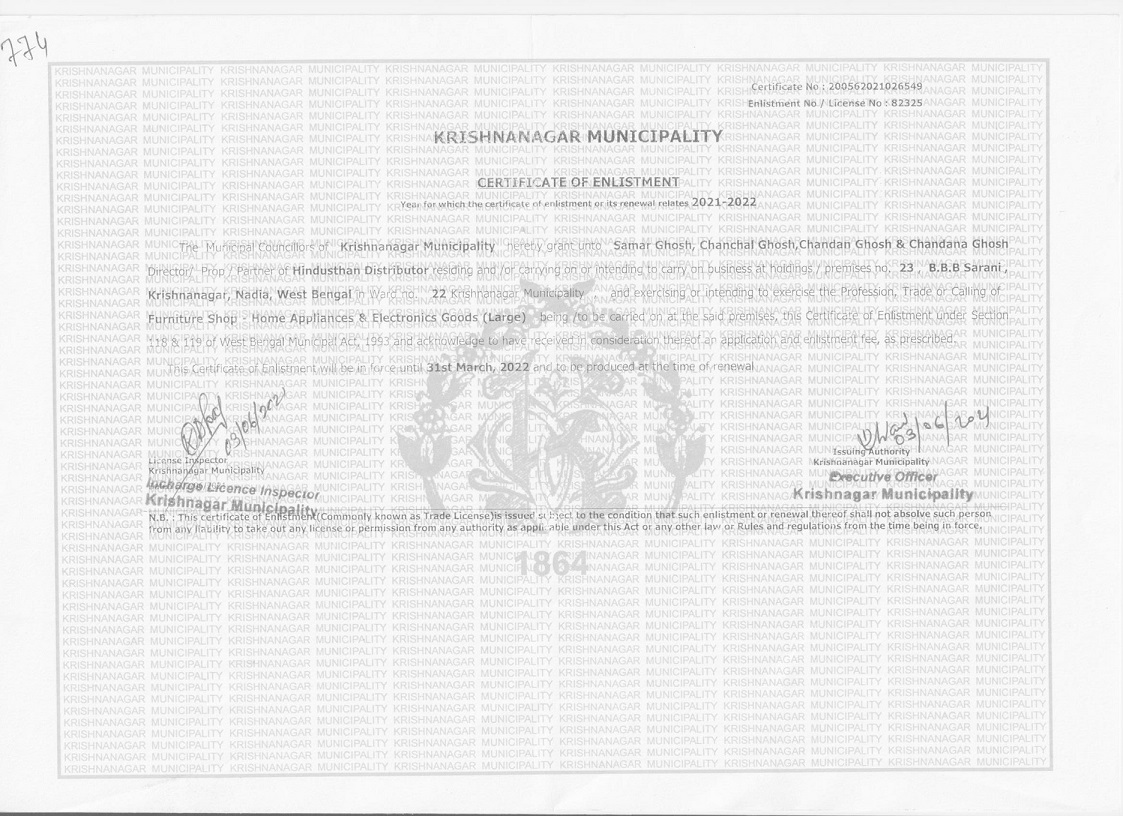 774
Certificate No : 200562021026549
Enlistment No / License No : 82325
KRISHNANAGAR MUNICIPALITY
CERTIFICATE OF ENLISTMENT
Year for which the certificate of enlistment or its renewal relates 2021-2022
The Municipal Councillors of Krishnanagar Municipality hereby grant unto Samar Ghosh, Chanchal Ghosh,Chandan Ghosh & Chandana Ghosh
Director/ Prop / Partner of Hindusthan Distributor residing and /or carrying on or intending to carry on business at holdings / premises no. 23 , B.B.B Sarani ,
Krishnanagar, Nadia, West Bengal in Ward no. 22 Krishnanagar Municipality , and exercising or intending to exercise the Profession, Trade or Calling of
Furniture Shop - Home Appliances & Electronics Goods (Large) being /to be carried on at the said premises, this Certificate of Enlistment under Section
118 & 119 of West Bengal Municipal Act, 1993 and acknowledge to have received in consideration thereof an application and enlistment fee, as prescribed.
This Certificate of Enlistment will be in force until 31st March, 2022 and to be produced at the time of renewal
03/06/2021
License Inspector
Krishnanagar Municipality
Incharge Licence Inspector
Krishnagar Municipality
03/06/2021
Issuing Authority
Krishnanagar Municipality
Executive Officer
Krishnagar Municipality
N.B. : This certificate of Enlistment(Commonly known as Trade License)is issued subject to the condition that such enlistment or renewal thereof shall not absolve such person
from any liability to take out any license or permission from any authority as applicable under this Act or any other law or Rules and regulations from the time being in force.
1864